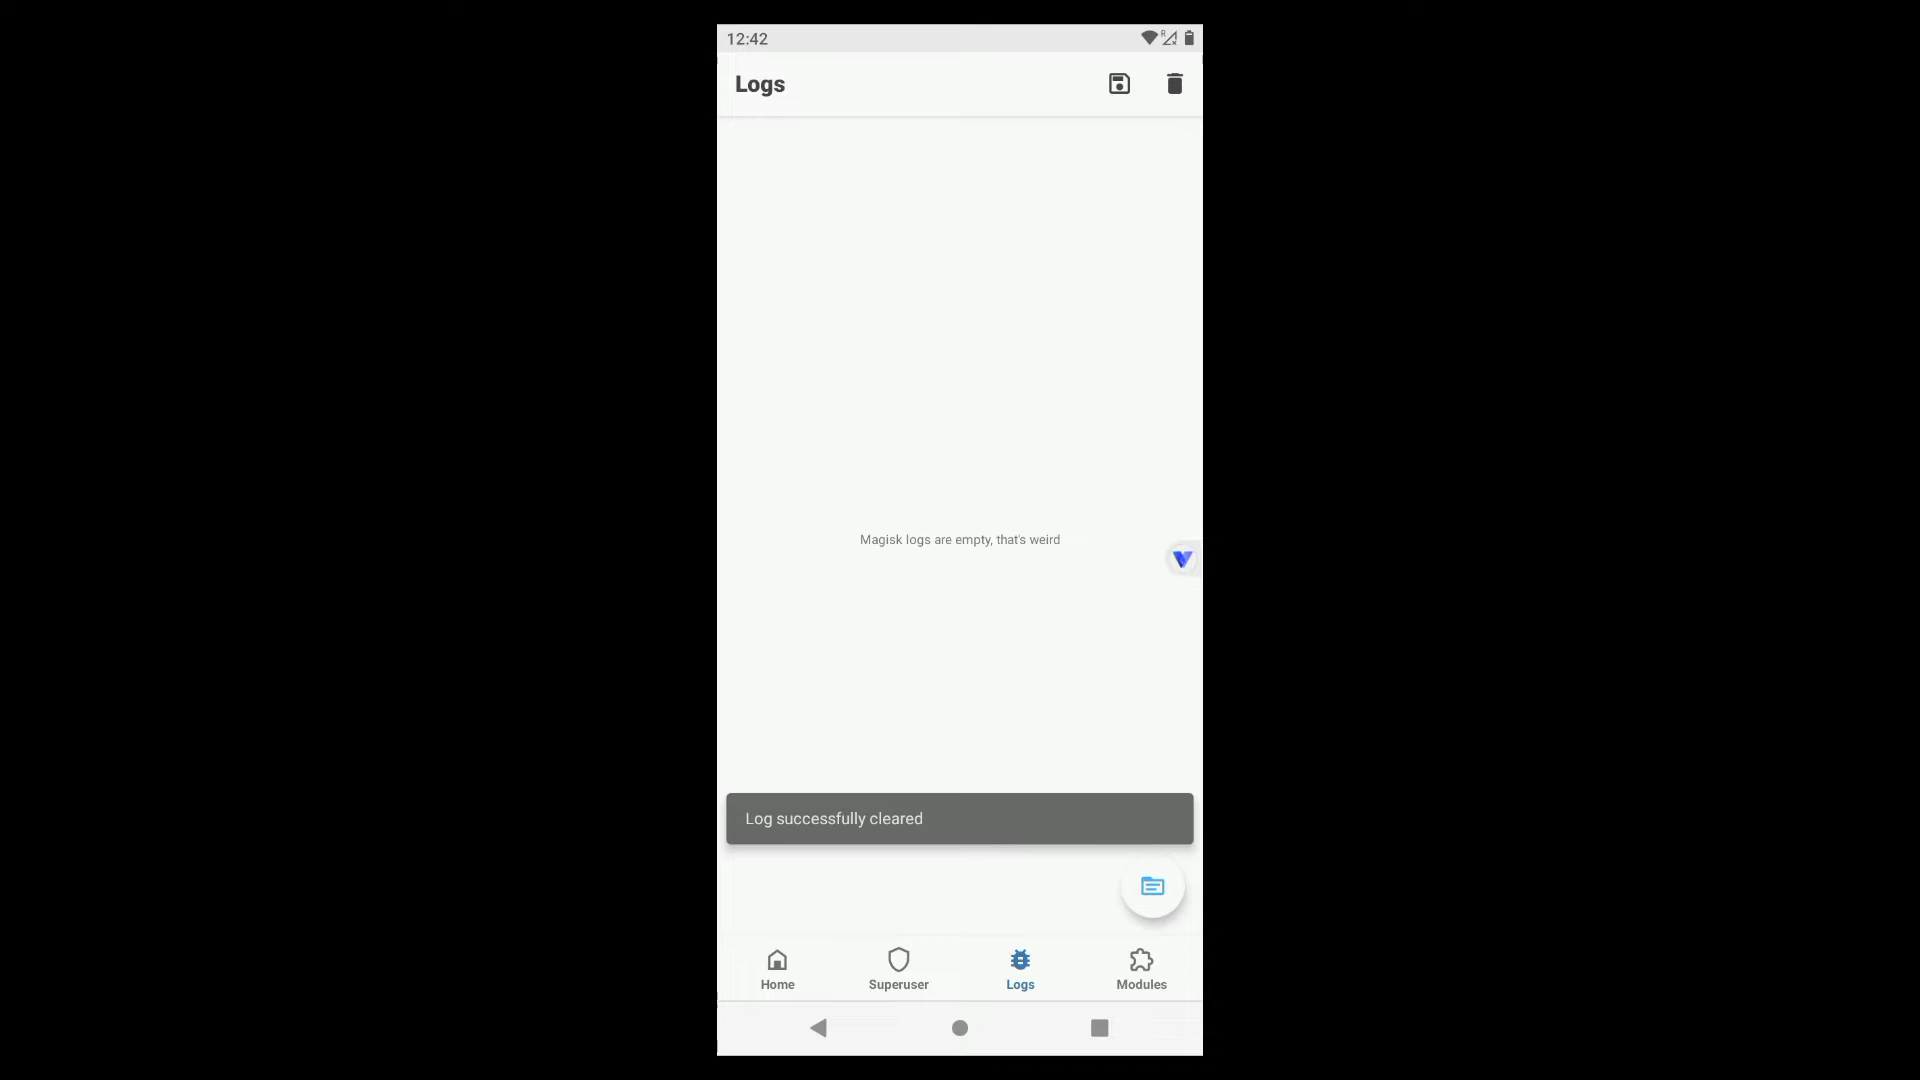 12:42
R
Logs
Magisk logs are empty, that's weird
Log successfully cleared
Home
Superuser
Logs
Modules